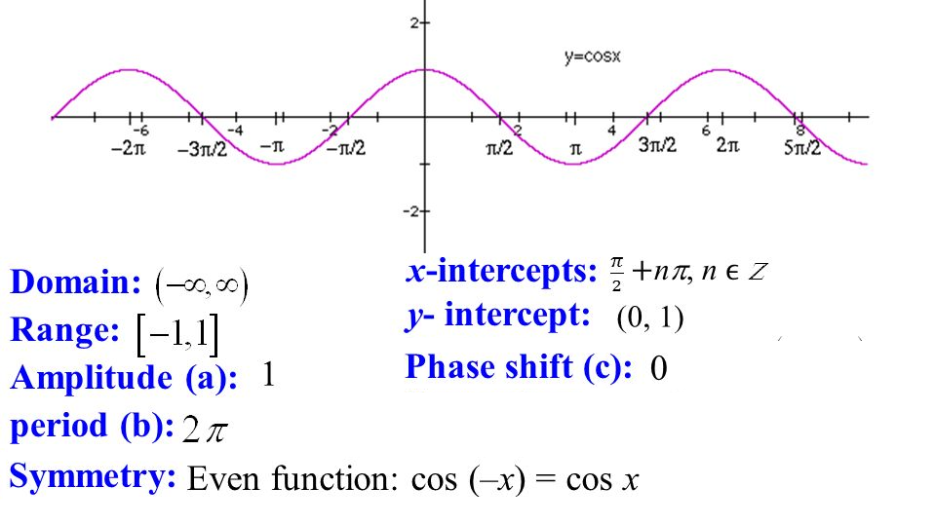 2
y=cosx
-6 -4 -2 2 4 6 8
−2π −3π/2 −π −π/2 π/2 π 3π/2 2π 5π/2
-2
Domain: (−∞, ∞)
Range: [−1,1]
Amplitude (a): 1
period (b): 2π
x-intercepts: π/2 +nπ, n ∈ Z
y- intercept: (0, 1)
Phase shift (c): 0
Symmetry: Even function: cos (–x) = cos x